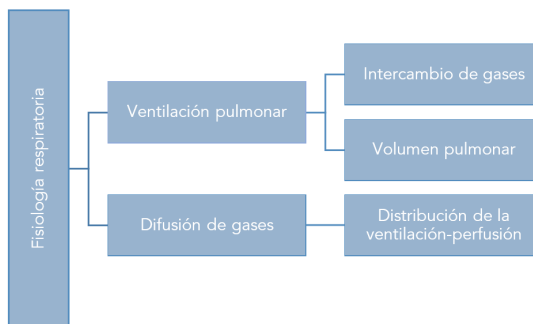 Fisiología respiratoria
Ventilación pulmonar
Intercambio de gases
Volumen pulmonar
Difusión de gases
Distribución de la
ventilación-perfusión